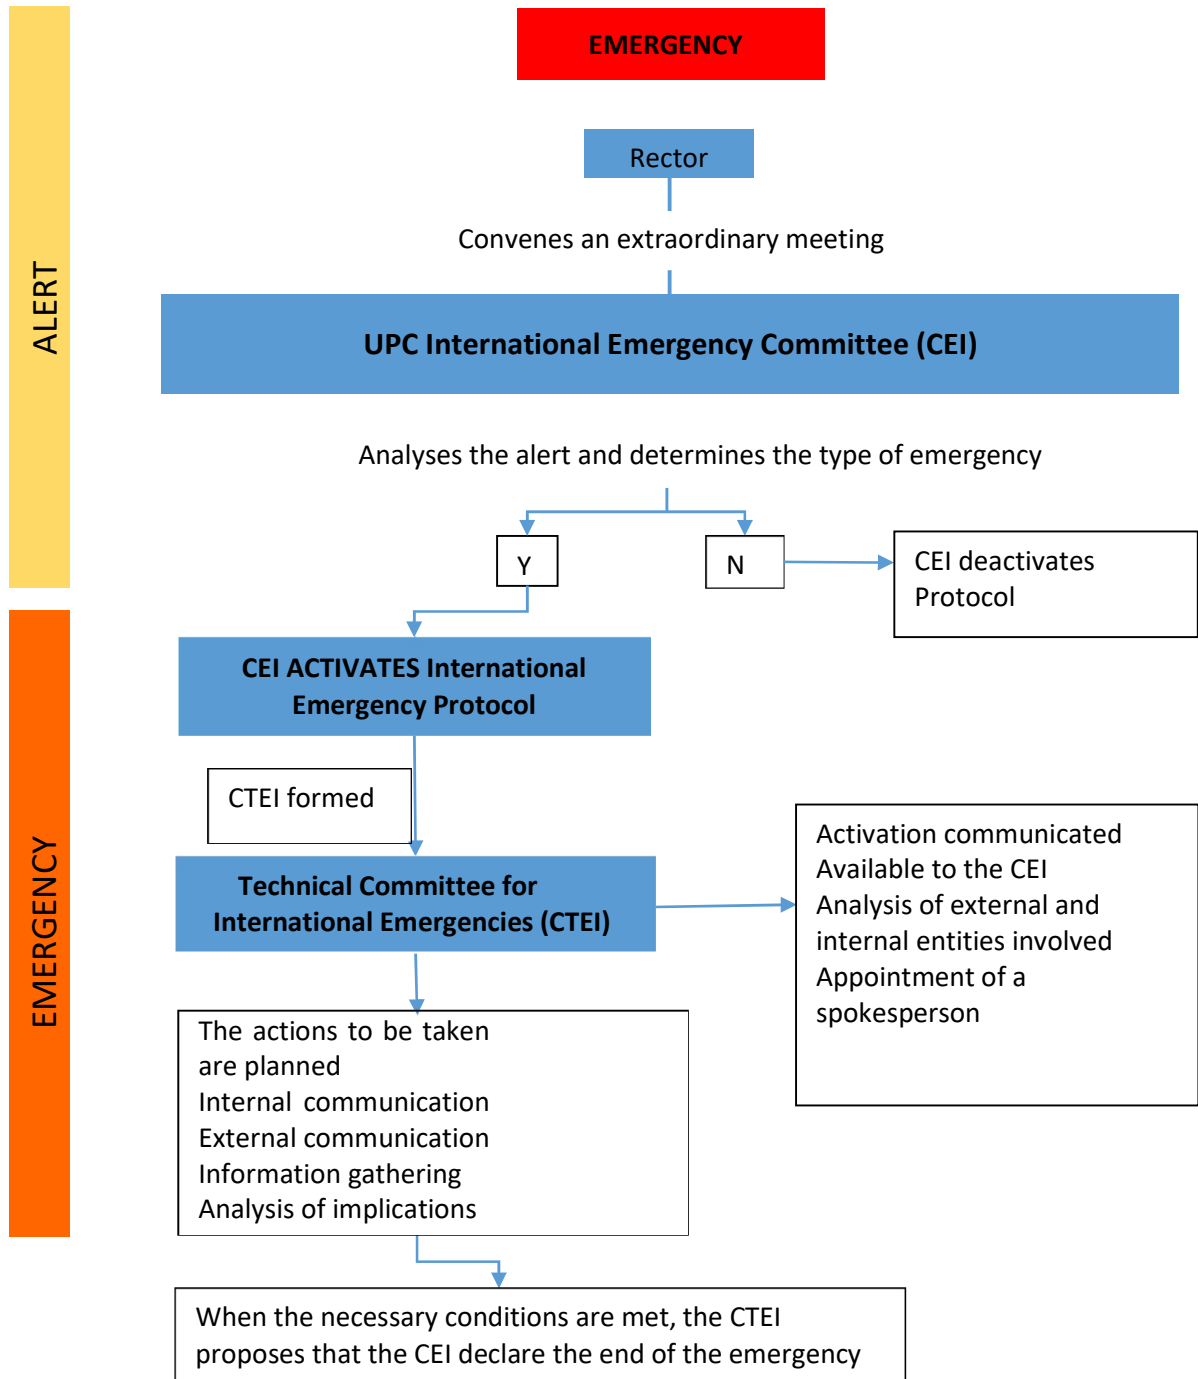 EMERGENCY
Rector
Convenes an extraordinary meeting
ALERT
UPC International Emergency Committee (CEI)
Analyses the alert and determines the type of emergency
Y
N
CEI deactivates
Protocol
CEI ACTIVATES International
Emergency Protocol
CTEI formed
EMERGENCY
Technical Committee for
International Emergencies (CTEI)
Activation communicated
Available to the CEI
Analysis of external and
internal entities involved
Appointment of a
spokesperson
The actions to be taken
are planned
Internal communication
External communication
Information gathering
Analysis of implications
When the necessary conditions are met, the CTEI
proposes that the CEI declare the end of the emergency